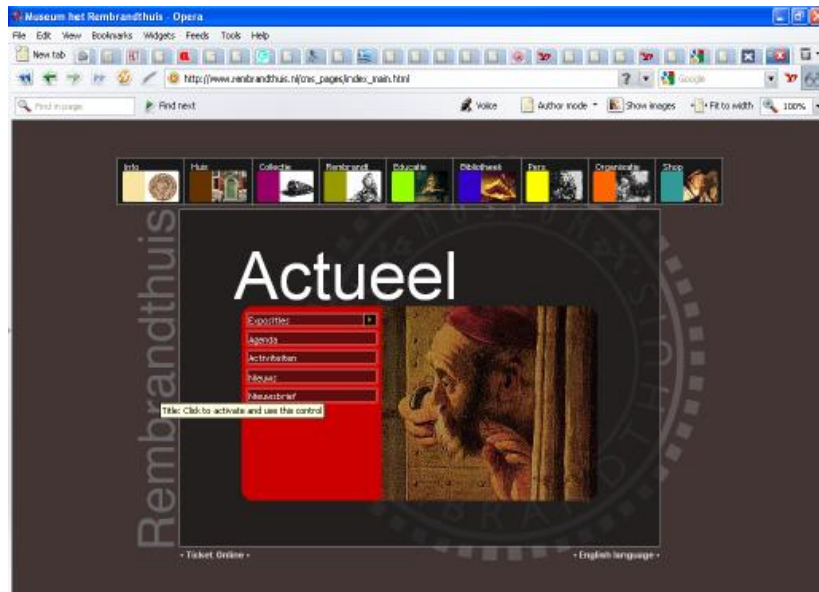 Museum het Rembrandthuis - Opera
File Edit View Bookmarks Widgets Feeds Tools Help
New tab
http://www.rembrandthuis.nl/cms_pages/index_main.html
Google
Find in page
Find next
Voice
Author mode
Show images
Fit to width
100%
Info Huis Collectie Rembrandt Educatie Bibliotheek Pers Organisatie Shop
Rembrandthuis
Actueel
Exposities
Agenda
Activiteiten
Nieuws
Nieuwsbrief
Title: Click to activate and use this control
• Ticket Online •
• English language •